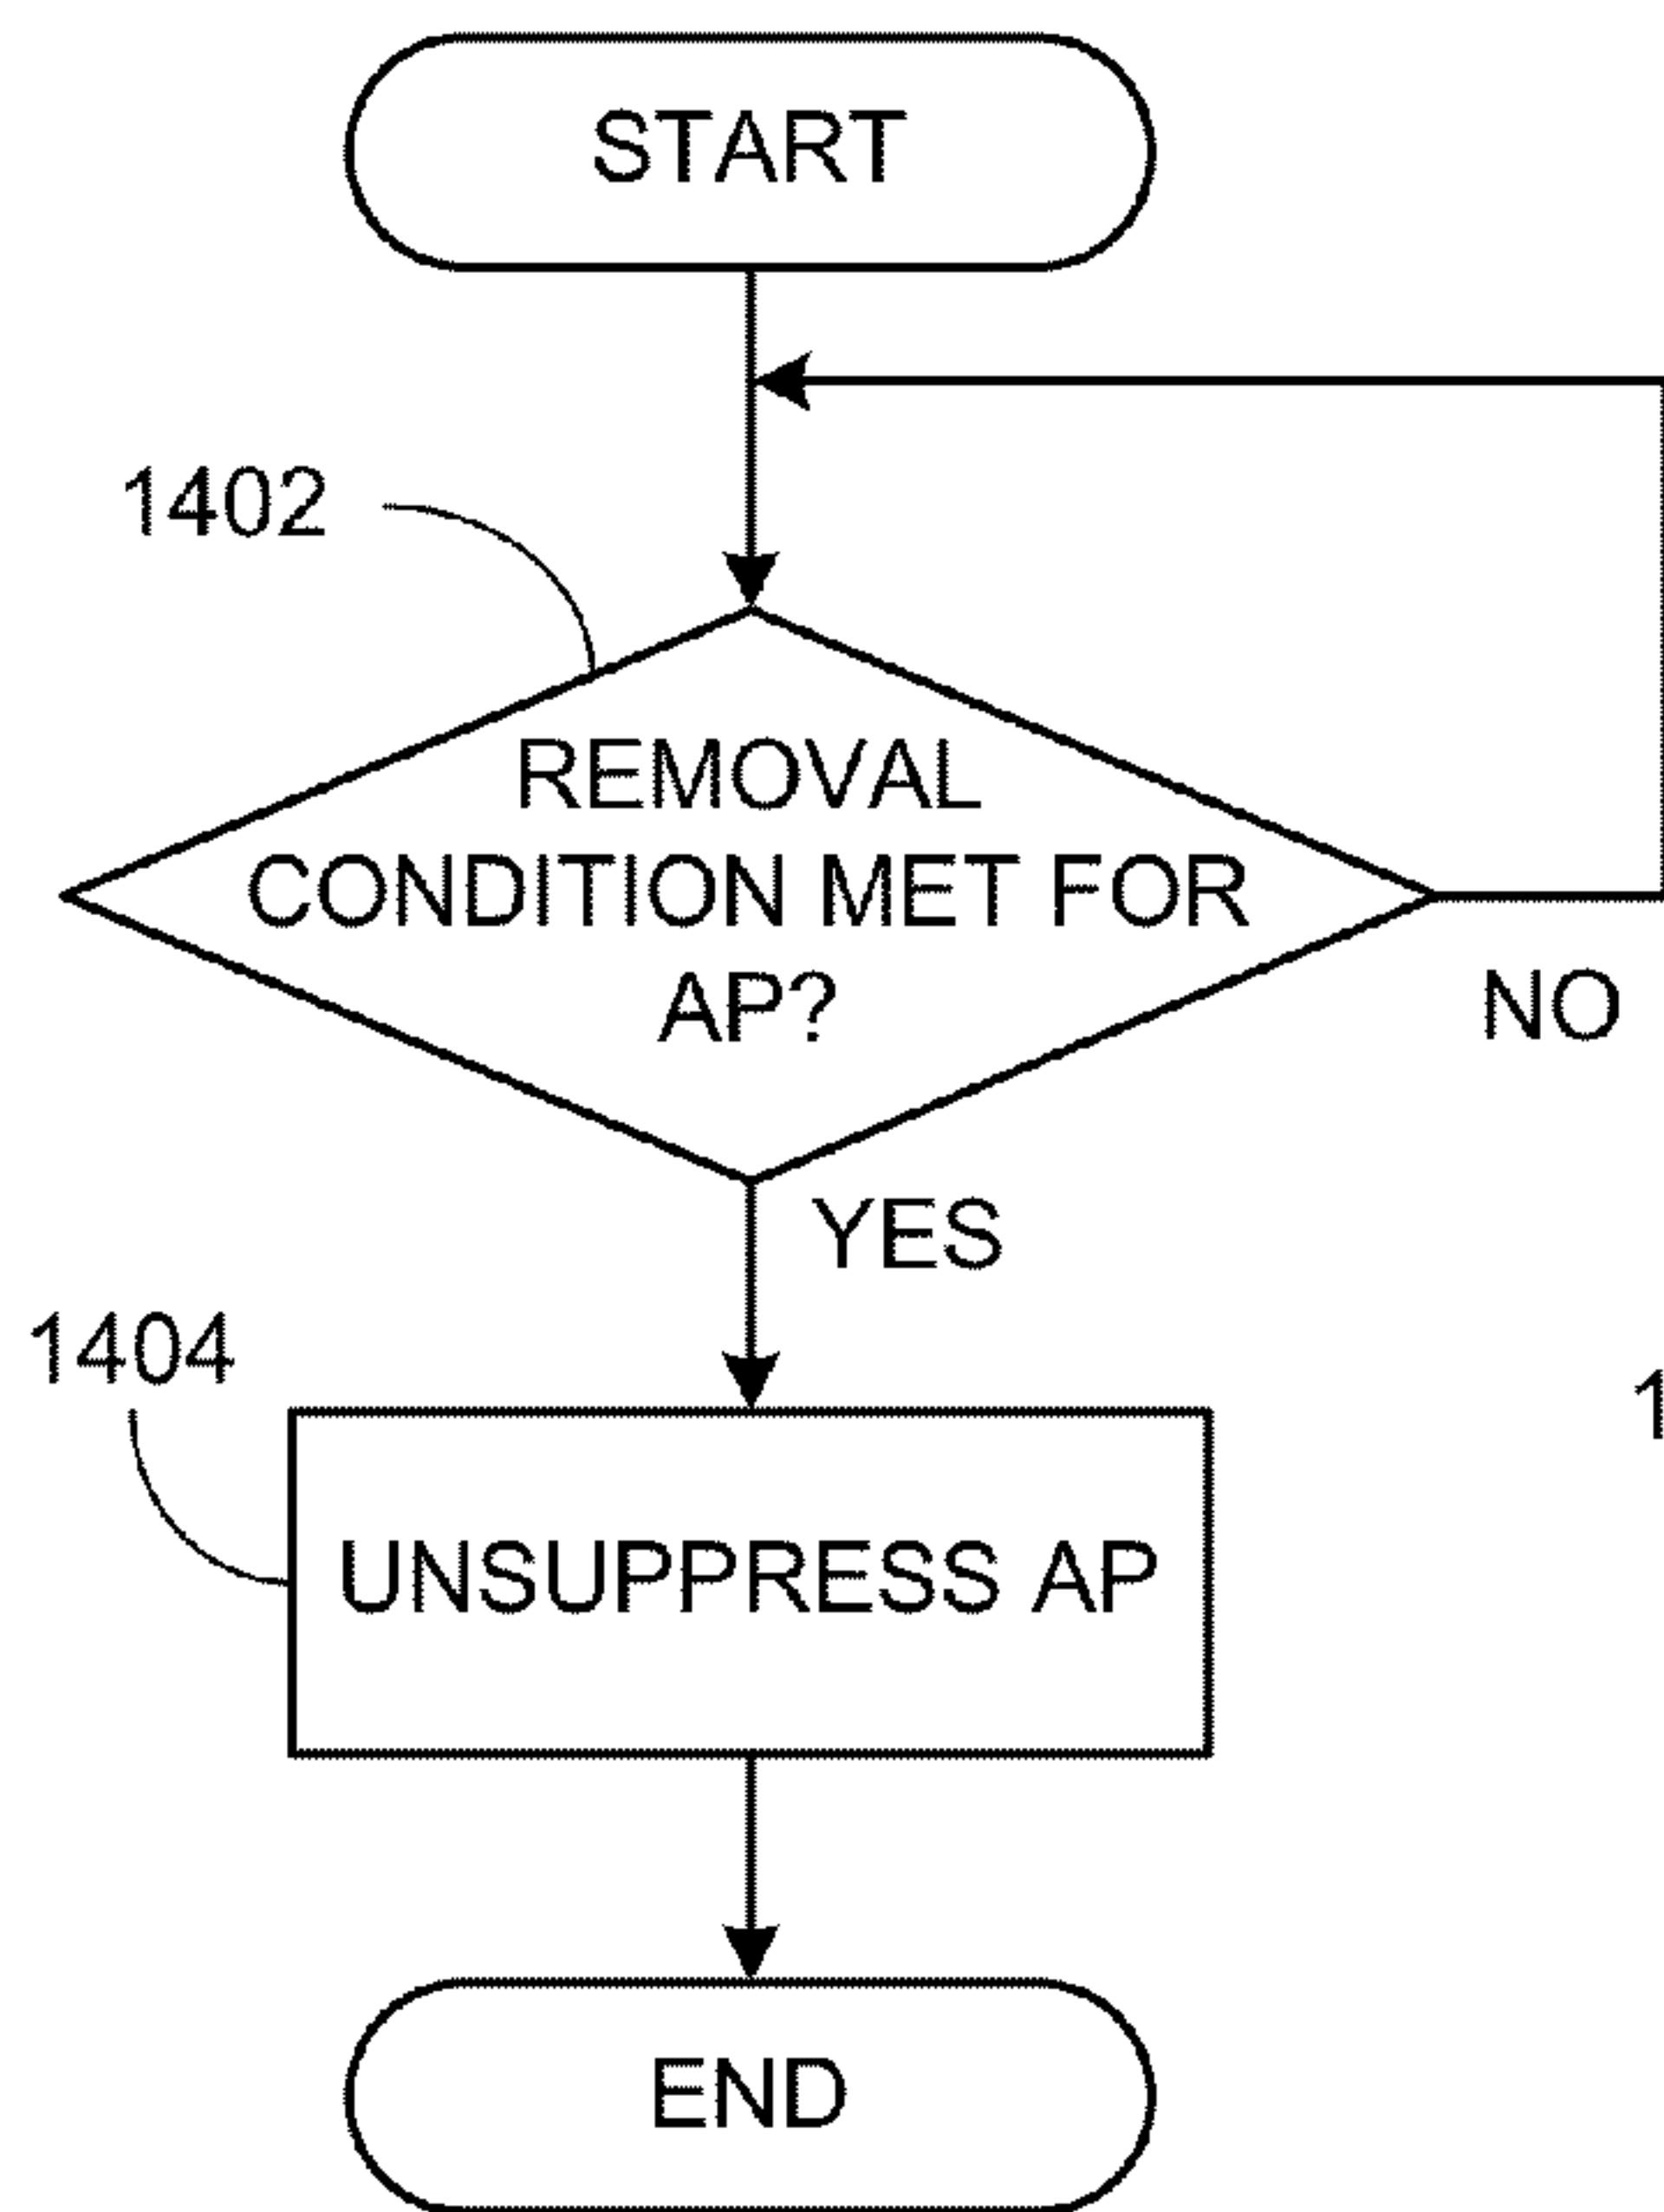 START
1402
REMOVAL
CONDITION MET FOR
AP?
NO
YES
1404
UNSUPPRESS AP
END